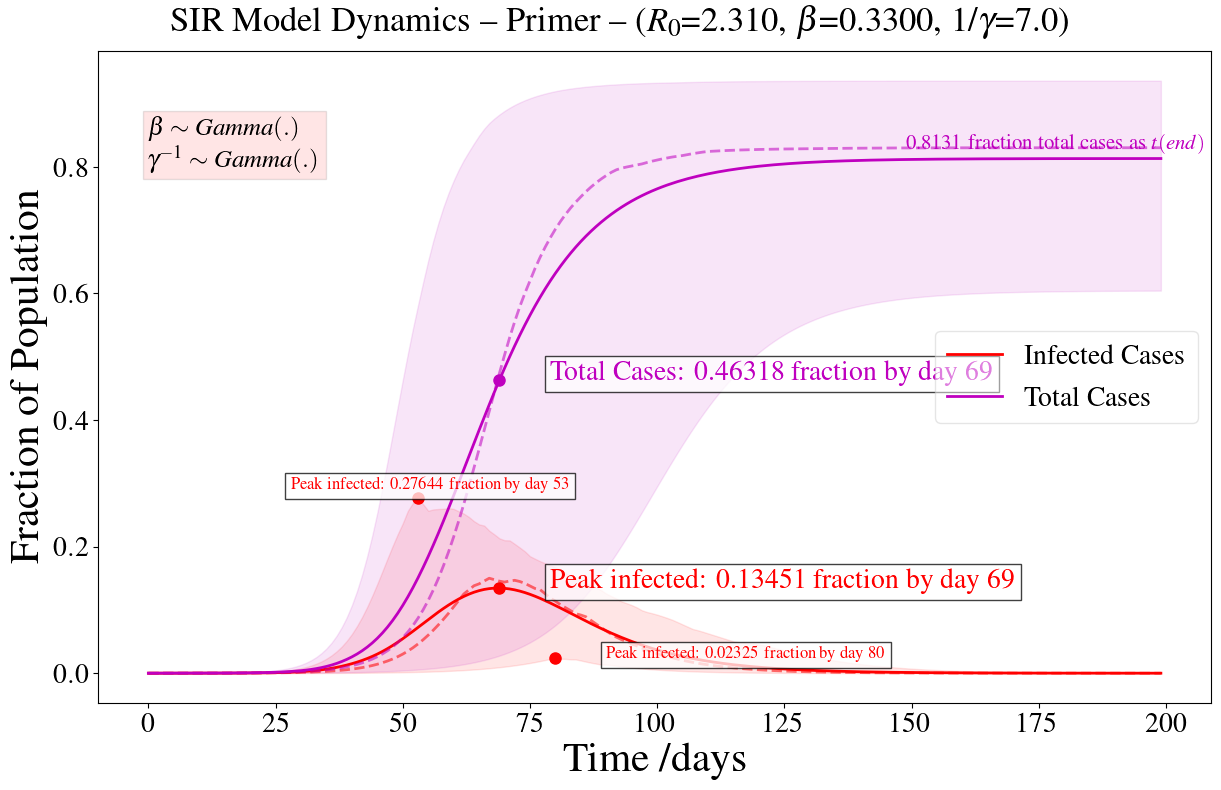 SIR Model Dynamics – Primer – (R₀=2.310, β=0.3300, 1/γ=7.0)
β ∼ Gamma(.)
γ⁻¹ ∼ Gamma(.)
0.8131 fraction total cases as t(end)
Total Cases: 0.46318 fraction by day 69
Infected Cases
Total Cases
Peak infected: 0.27644 fraction by day 53
Peak infected: 0.13451 fraction by day 69
Peak infected: 0.02325 fraction by day 80
Fraction of Population
0.8
0.6
0.4
0.2
0.0
0 25 50 75 100 125 150 175 200
Time /days